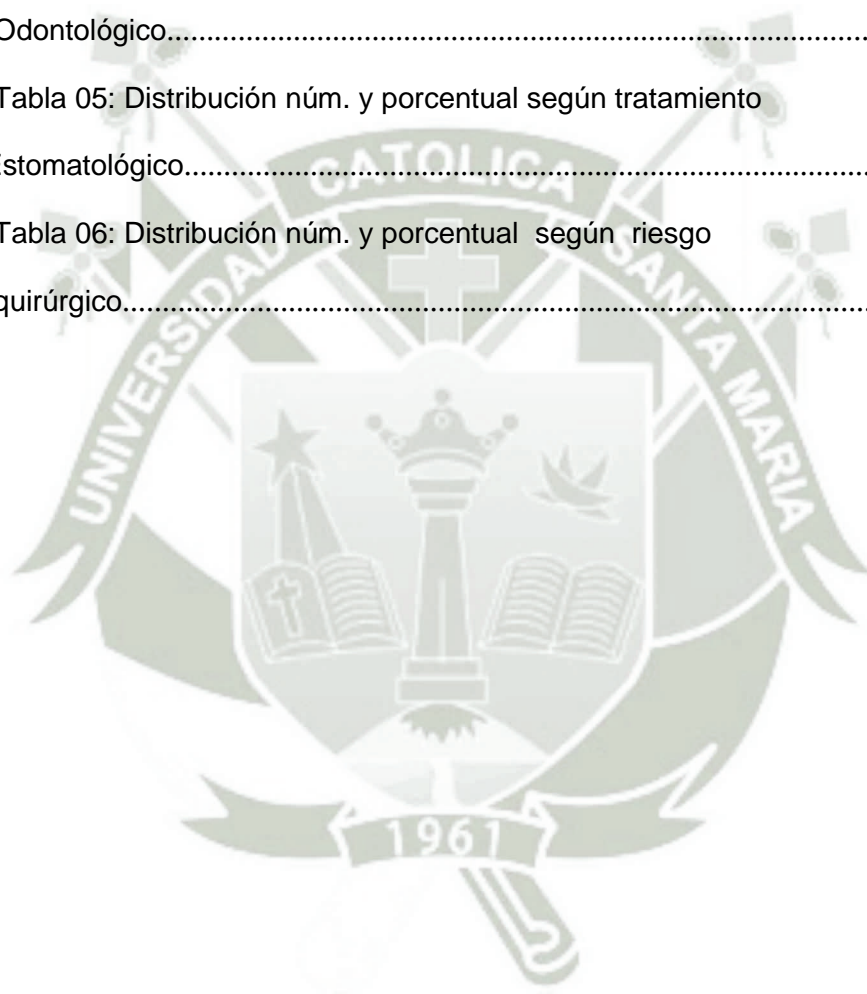 Odontológico....................................................................................................
Tabla 05: Distribución núm. y porcentual según tratamiento
Estomatológico.................................................................................................
Tabla 06: Distribución núm. y porcentual  según  riesgo
quirúrgico.........................................................................................................
UNIVERSIDAD CATOLICA SANTA MARIA
1961